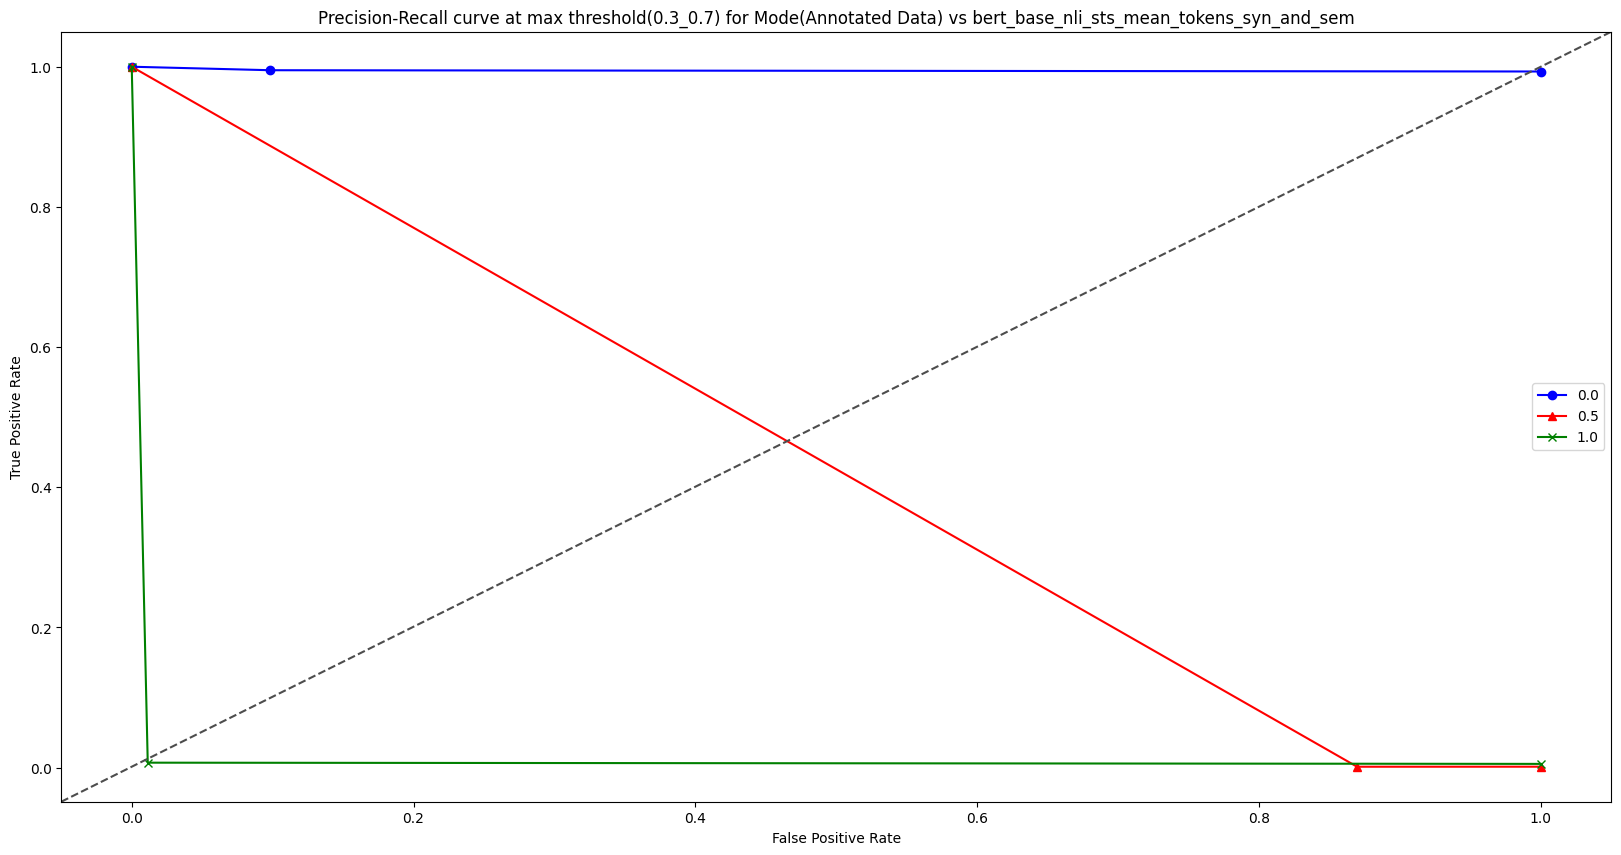 Precision-Recall curve at max threshold(0.3_0.7) for Mode(Annotated Data) vs bert_base_nli_sts_mean_tokens_syn_and_sem
1.0
0.8
0.6
0.4
0.2
0.0
True Positive Rate
0.0
0.5
1.0
0.0 0.2 0.4 0.6 0.8 1.0
False Positive Rate